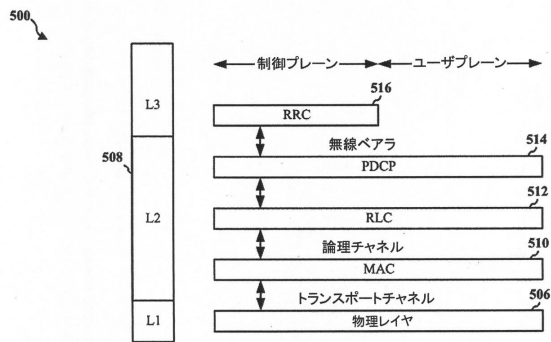 500
制御プレーン
ユーザプレーン
516
L3
RRC
無線ベアラ
514
508
PDCP
512
L2
RLC
論理チャネル
510
MAC
トランスポートチャネル
506
L1
物理レイヤ